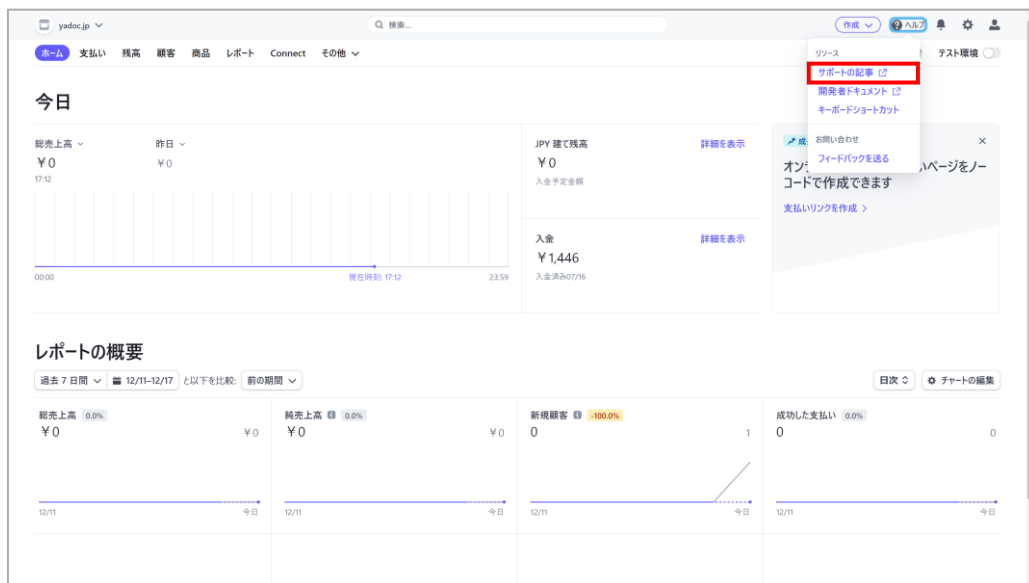 yadoc.jp
検索...
作成
ヘルプ
ホーム 支払い 残高 顧客 商品 レポート Connect その他
テスト環境
リソース
サポートの記事
開発者ドキュメント
キーボードショートカット
お問い合わせ
フィードバックを送る
今日
総売上高 昨日
¥0 ¥0
17:12
00:00 現在時刻: 17:12 23:59
JPY 建て残高 詳細を表示
¥0
入金予定金額
入金 詳細を表示
¥1,446
入金済み07/16
いページをノー
コードで作成できます
支払いリンクを作成
レポートの概要
過去 7 日間 12/11–12/17 と以下を比較: 前の期間 日次 チャートの編集
総売上高 0.0%
¥0 ¥0
12/11 今日
純売上高 0.0%
¥0 ¥0
12/11 今日
新規顧客 -100.0%
0 1
12/11 今日
成功した支払い 0.0%
0 0
12/11 今日